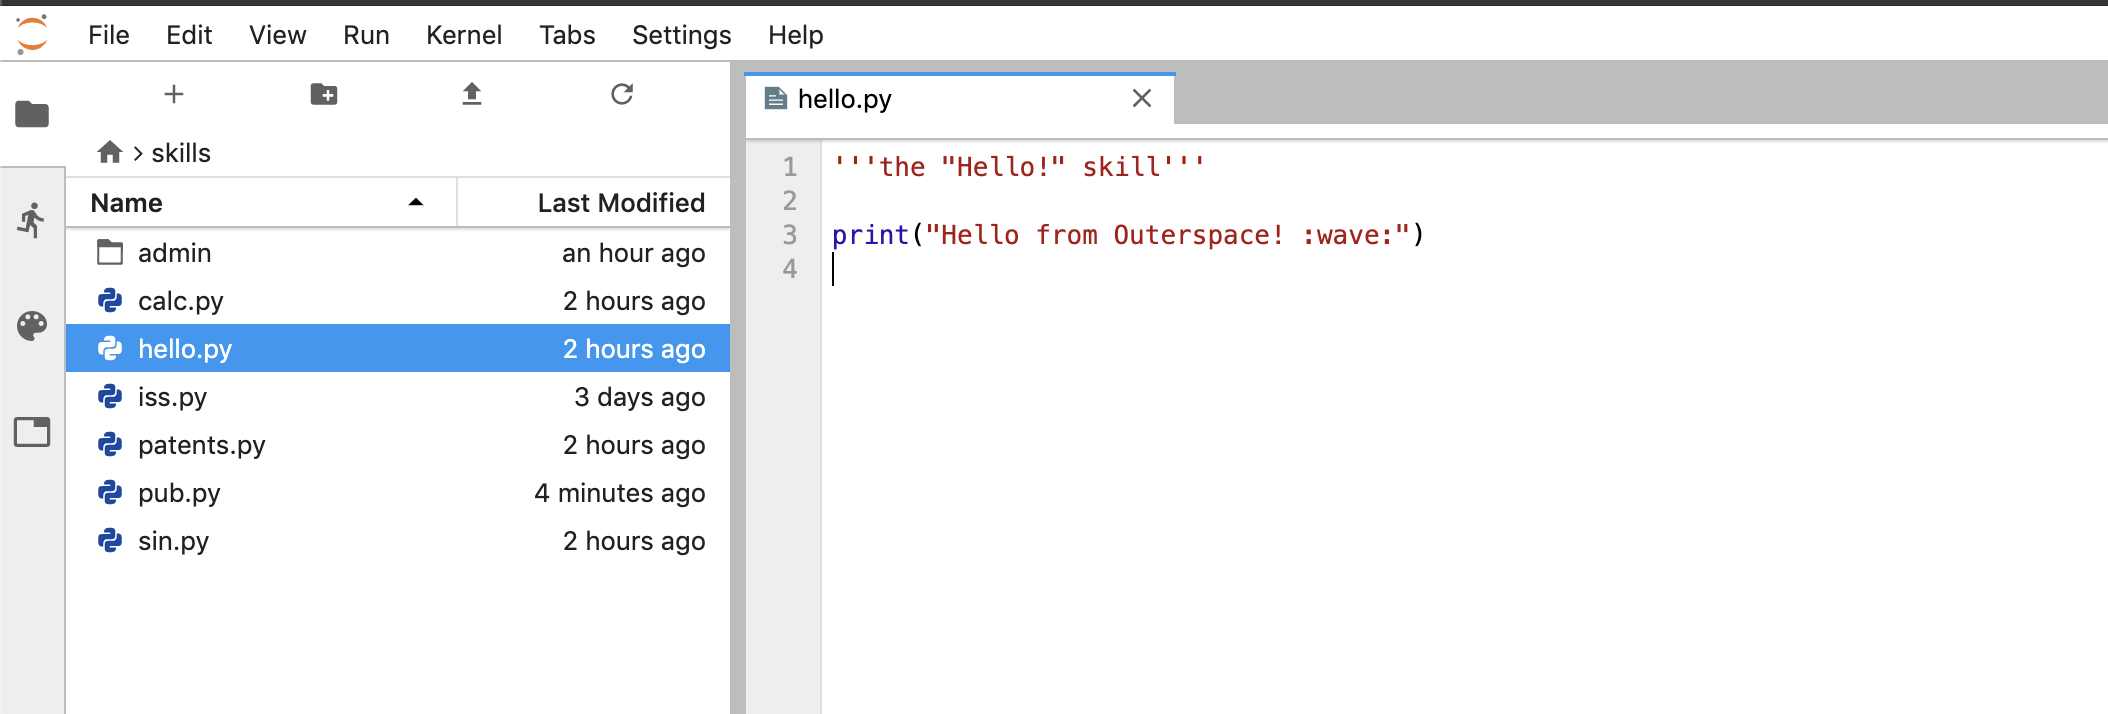 File Edit View Run Kernel Tabs Settings Help
skills
Name Last Modified
admin an hour ago
calc.py 2 hours ago
hello.py 2 hours ago
iss.py 3 days ago
patents.py 2 hours ago
pub.py 4 minutes ago
sin.py 2 hours ago
hello.py
1 '''the "Hello!" skill'''
2
3 print("Hello from Outerspace! :wave:")
4